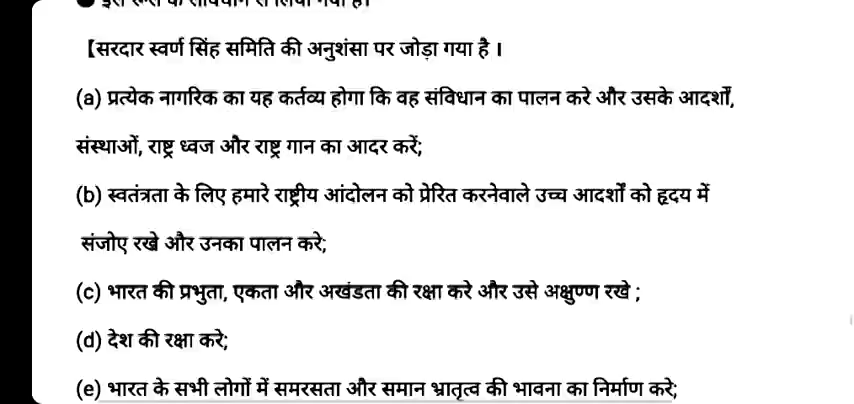 【सरदार स्वर्ण सिंह समिति की अनुशंसा पर जोड़ा गया है ।
(a) प्रत्येक नागरिक का यह कर्तव्य होगा कि वह संविधान का पालन करे और उसके आदर्शों,
संस्थाओं, राष्ट्र ध्वज और राष्ट्र गान का आदर करें;
(b) स्वतंत्रता के लिए हमारे राष्ट्रीय आंदोलन को प्रेरित करनेवाले उच्च आदर्शों को हृदय में
संजोए रखे और उनका पालन करे;
(c) भारत की प्रभुता, एकता और अखंडता की रक्षा करे और उसे अक्षुण्ण रखे ;
(d) देश की रक्षा करे;
(e) भारत के सभी लोगों में समरसता और समान भ्रातृत्व की भावना का निर्माण करे;